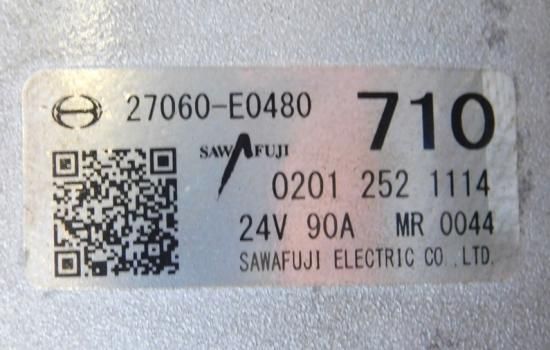 27060-E0480
710
SAWAFUJI
0201 252 1114
24V 90A MR 0044
SAWAFUJI ELECTRIC CO.,LTD.